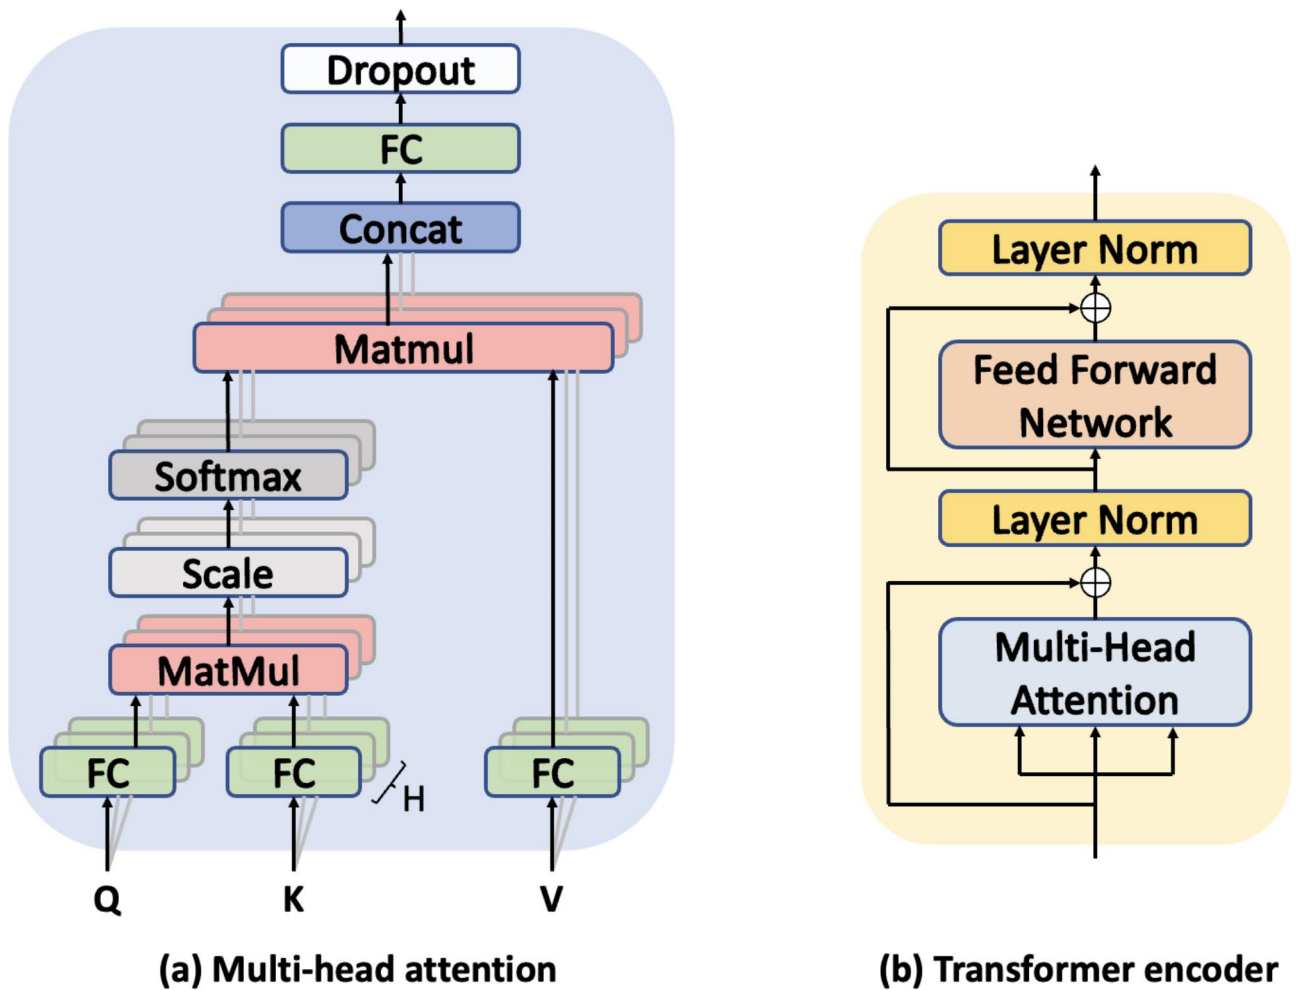 Dropout
FC
Concat
Matmul
Softmax
Scale
MatMul
FC FC FC
H
Q K V
(a) Multi-head attention
Layer Norm
Feed Forward
Network
Layer Norm
Multi-Head
Attention
(b) Transformer encoder